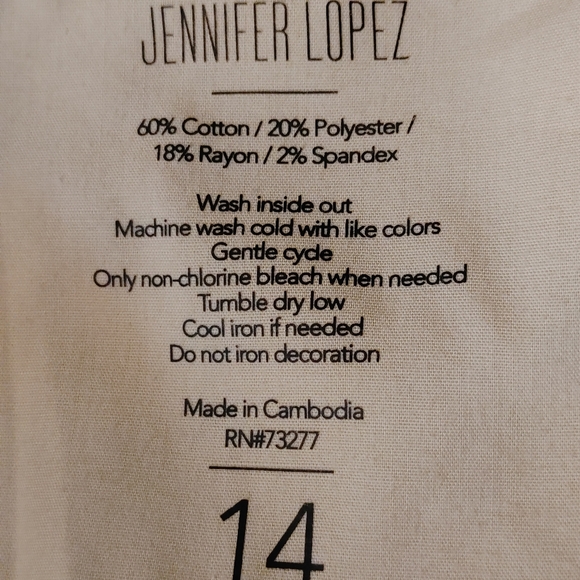 JENNIFER LOPEZ
60% Cotton / 20% Polyester /
18% Rayon / 2% Spandex
Wash inside out
Machine wash cold with like colors
Gentle cycle
Only non-chlorine bleach when needed
Tumble dry low
Cool iron if needed
Do not iron decoration
Made in Cambodia
RN#73277
14